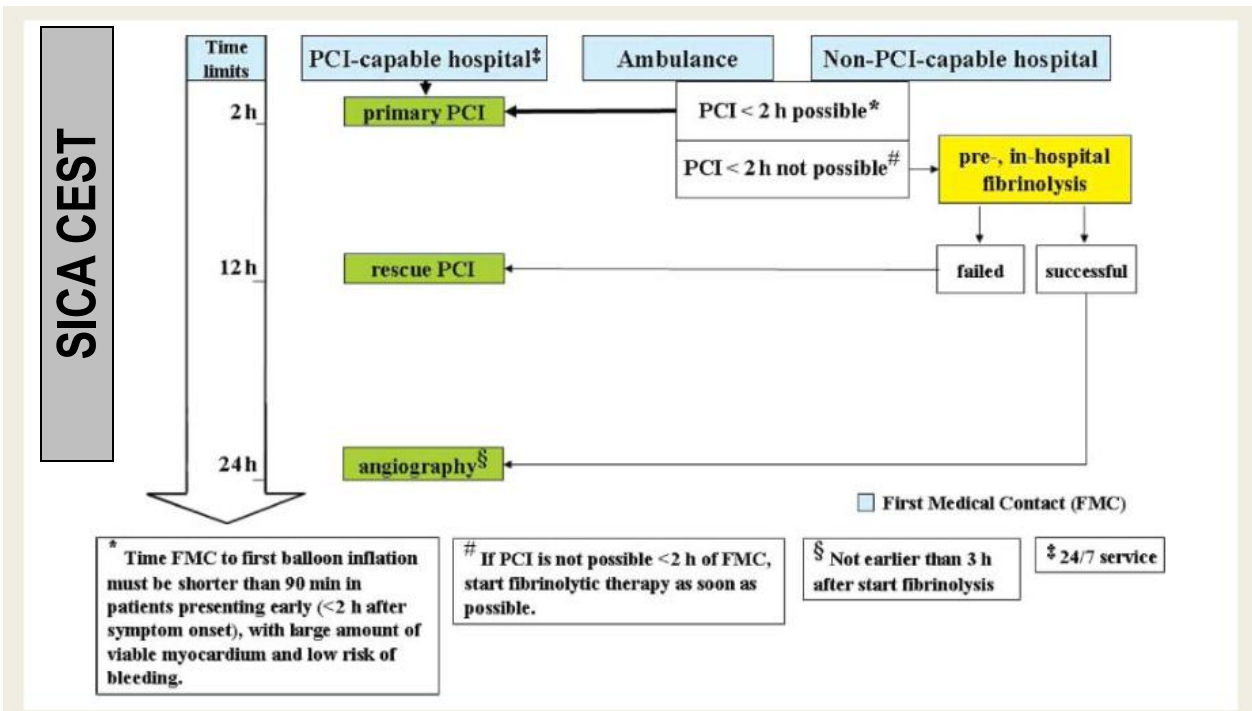 SICA CEST
Time
limits
PCI-capable hospital‡
Ambulance
Non-PCI-capable hospital
2 h
primary PCI
PCI < 2 h possible*
PCI < 2 h not possible#
pre-, in-hospital
fibrinolysis
12 h
rescue PCI
failed
successful
24 h
angiography§
First Medical Contact (FMC)
* Time FMC to first balloon inflation
must be shorter than 90 min in
patients presenting early (<2 h after
symptom onset), with large amount of
viable myocardium and low risk of
bleeding.
# If PCI is not possible <2 h of FMC,
start fibrinolytic therapy as soon as
possible.
§ Not earlier than 3 h
after start fibrinolysis
‡ 24/7 service